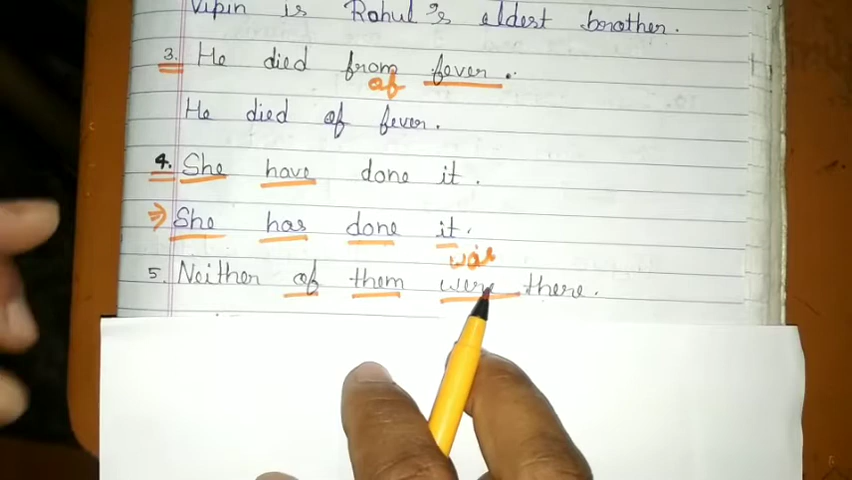 Vipin is Rahul's eldest brother.
3. He died from fever.
of
He died of fever.
4. She have done it.
⇒ She has done it.
was
5. Neither of them were there.